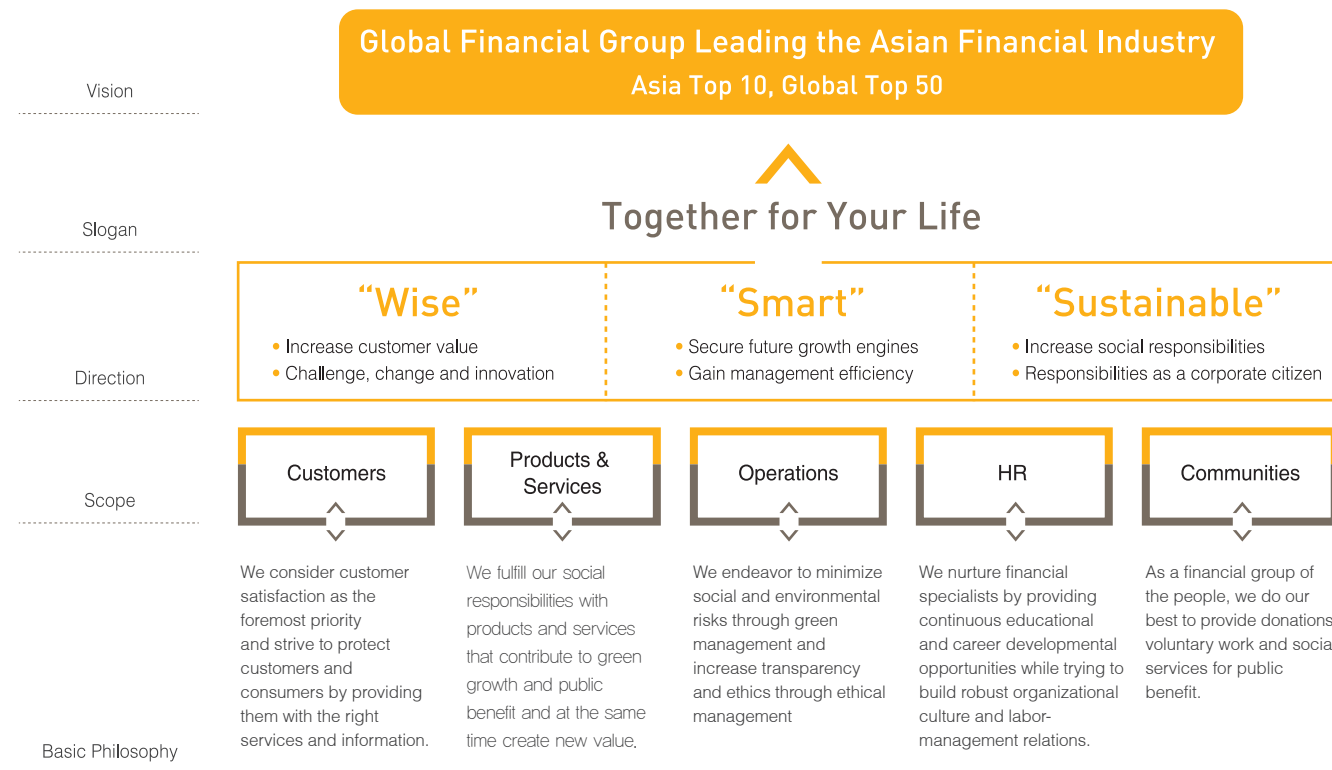 Vision
Global Financial Group Leading the Asian Financial Industry
Asia Top 10, Global Top 50
Slogan
Together for Your Life
Direction
“Wise”
• Increase customer value
• Challenge, change and innovation
“Smart”
• Secure future growth engines
• Gain management efficiency
“Sustainable”
• Increase social responsibilities
• Responsibilities as a corporate citizen
Scope
Customers
Products &
Services
Operations
HR
Communities
Basic Philosophy
We consider customer
satisfaction as the
foremost priority
and strive to protect
customers and
consumers by providing
them with the right
services and information.
We fulfill our social
responsibilities with
products and services
that contribute to green
growth and public
benefit and at the same
time create new value.
We endeavor to minimize
social and environmental
risks through green
management and
increase transparency
and ethics through ethical
management
We nurture financial
specialists by providing
continuous educational
and career developmental
opportunities while trying to
build robust organizational
culture and labor-
management relations.
As a financial group of
the people, we do our
best to provide donations
voluntary work and social
services for public
benefit.